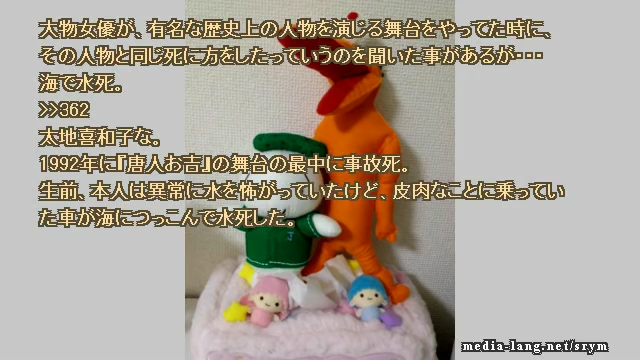 大物女優が、有名な歴史上の人物を演じる舞台をやってた時に、
その人物と同じ死に方をしたっていうのを聞いた事があるが・・・
海で水死。
>>362
太地喜和子な。
1992年に『唐人お吉』の舞台の最中に事故死。
生前、本人は異常に水を怖がっていたけど、皮肉なことに乗ってい
た車が海につっこんで水死した。
J
media-lang.net/srym